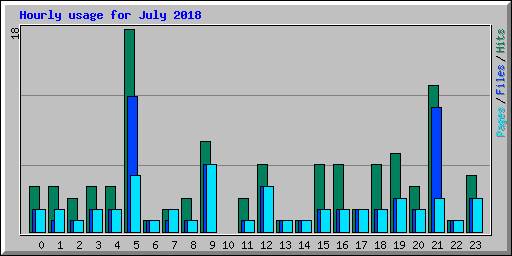 Hourly usage for July 2018
18
Pages/Files/Hits
0 1 2 3 4 5 6 7 8 9 10 11 12 13 14 15 16 17 18 19 20 21 22 23